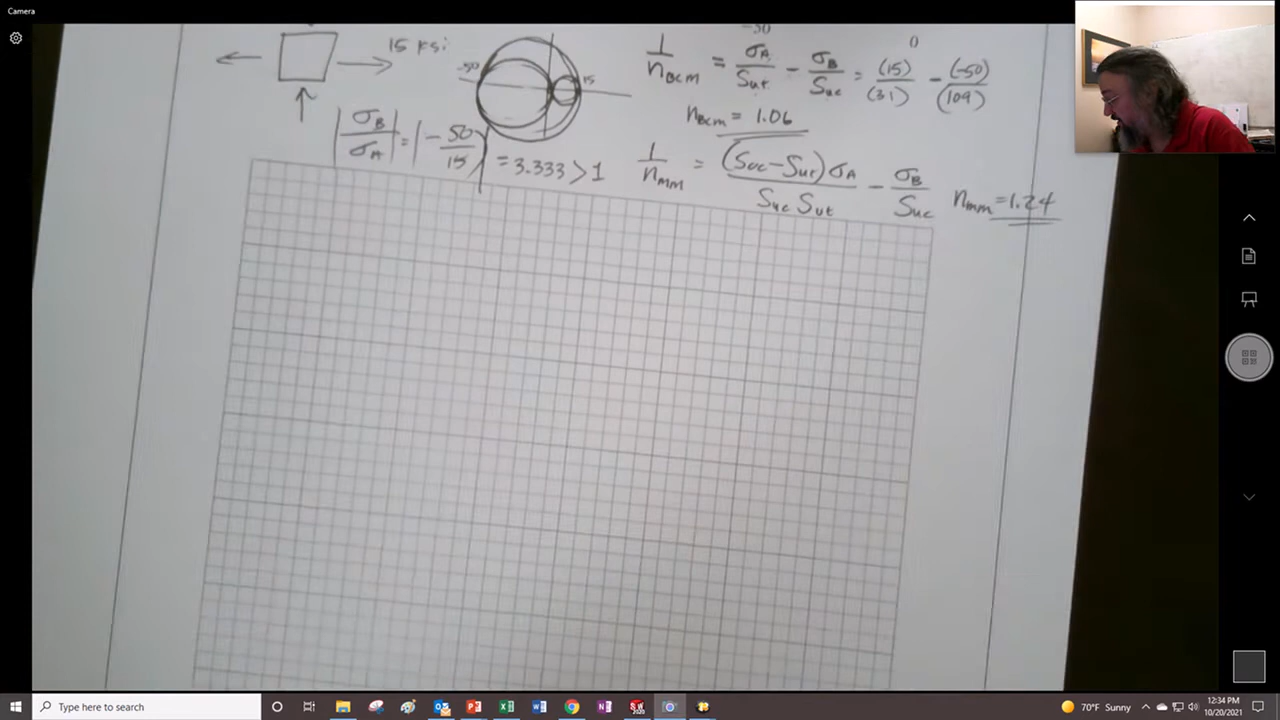 Camera
15 ksi
-50
15
1/n_BCM = σ_A/S_ut - σ_B/S_uc = (15)/(31) - (-50)/(109)
0
n_BCM = 1.06
|σ_B/σ_A| = |-50/15| = 3.333 > 1
1/n_MM = (S_uc - S_ut)σ_A/S_uc S_ut - σ_B/S_uc
n_MM = 1.24
Type here to search
70°F Sunny
12:34 PM
10/20/2021